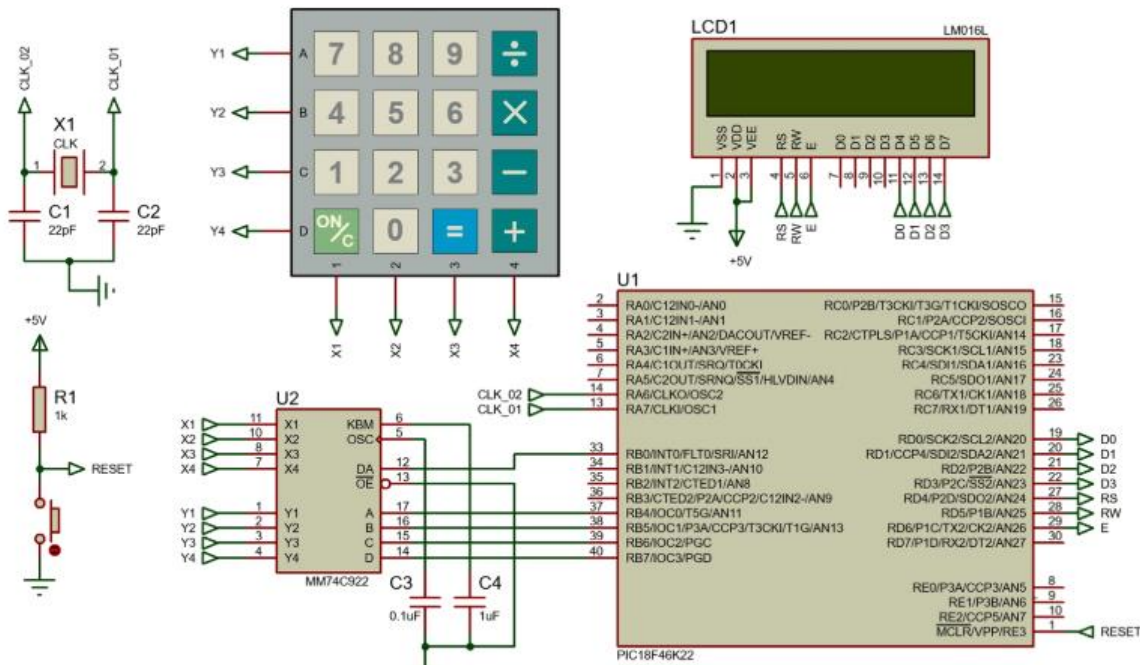 CLK_02
CLK_01
X1
CLK
1
2
C1
22pF
C2
22pF
+5V
R1
1k
RESET
Y1
A
7
8
9
÷
Y2
B
4
5
6
×
Y3
C
1
2
3
−
Y4
D
ON/C
0
=
+
1
2
3
4
X1
X2
X3
X4
LCD1
LM016L
VSS
VDD
VEE
RS
RW
E
D0
D1
D2
D3
D4
D5
D6
D7
1
2
3
4
5
6
7
8
9
10
11
12
13
14
RS
RW
E
D0
D1
D2
D3
+5V
U2
X1 11 X1
X2 10 X2
X3 8 X3
X4 7 X4
Y1 1 Y1
Y2 2 Y2
Y3 3 Y3
Y4 4 Y4
KBM 6
OSC 5
DA 12
OE 13
A 17
B 16
C 15
D 14
MM74C922
C3
0.1uF
C4
1uF
U1
2 RA0/C12IN0-/AN0
3 RA1/C12IN1-/AN1
4 RA2/C2IN+/AN2/DACOUT/VREF-
5 RA3/C1IN+/AN3/VREF+
6 RA4/C1OUT/SRQ/T0CKI
7 RA5/C2OUT/SRNQ/SS1/HLVDIN/AN4
CLK_02 14 RA6/CLKO/OSC2
CLK_01 13 RA7/CLKI/OSC1
33 RB0/INT0/FLT0/SRI/AN12
34 RB1/INT1/C12IN3-/AN10
35 RB2/INT2/CTED1/AN8
36 RB3/CTED2/P2A/CCP2/C12IN2-/AN9
37 RB4/IOC0/T5G/AN11
38 RB5/IOC1/P3A/CCP3/T3CKI/T1G/AN13
39 RB6/IOC2/PGC
40 RB7/IOC3/PGD
RC0/P2B/T3CKI/T3G/T1CKI/SOSCO 15
RC1/P2A/CCP2/SOSCI 16
RC2/CTPLS/P1A/CCP1/T5CKI/AN14 17
RC3/SCK1/SCL1/AN15 18
RC4/SDI1/SDA1/AN16 23
RC5/SDO1/AN17 24
RC6/TX1/CK1/AN18 25
RC7/RX1/DT1/AN19 26
RD0/SCK2/SCL2/AN20 19 D0
RD1/CCP4/SDI2/SDA2/AN21 20 D1
RD2/P2B/AN22 21 D2
RD3/P2C/SS2/AN23 22 D3
RD4/P2D/SDO2/AN24 27 RS
RD5/P1B/AN25 28 RW
RD6/P1C/TX2/CK2/AN26 29 E
RD7/P1D/RX2/DT2/AN27 30
RE0/P3A/CCP3/AN5 8
RE1/P3B/AN6 9
RE2/CCP5/AN7 10
MCLR/VPP/RE3 1 RESET
PIC18F46K22